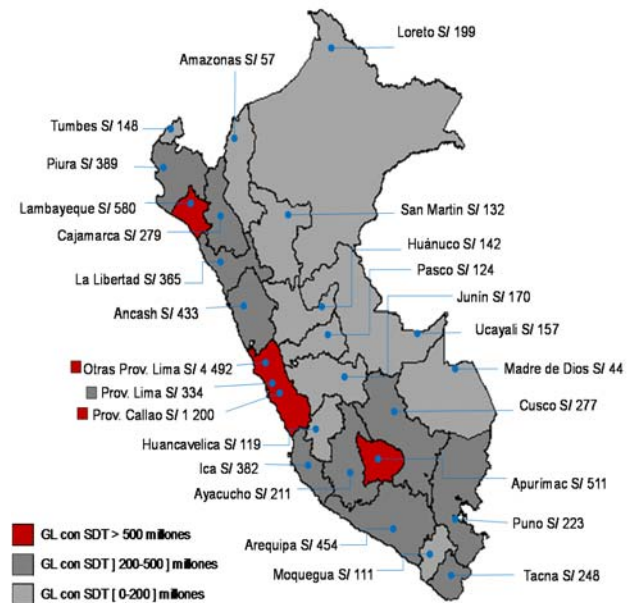 Loreto S/ 199
Amazonas S/ 57
Tumbes S/ 148
Piura S/ 389
Lambayeque S/ 580
Cajamarca S/ 279
La Libertad S/ 365
Ancash S/ 433
San Martin S/ 132
Huánuco S/ 142
Pasco S/ 124
Junín S/ 170
Ucayali S/ 157
Madre de Dios S/ 44
Cusco S/ 277
Otras Prov. Lima S/ 4 492
Prov. Lima S/ 334
Prov. Callao S/ 1 200
Huancavelica S/ 119
Ica S/ 382
Ayacucho S/ 211
Apurimac S/ 511
Puno S/ 223
Arequipa S/ 454
Moquegua S/ 111
Tacna S/ 248
GL con SDT > 500 millones
GL con SDT ] 200-500 ] millones
GL con SDT [ 0-200 ] millones